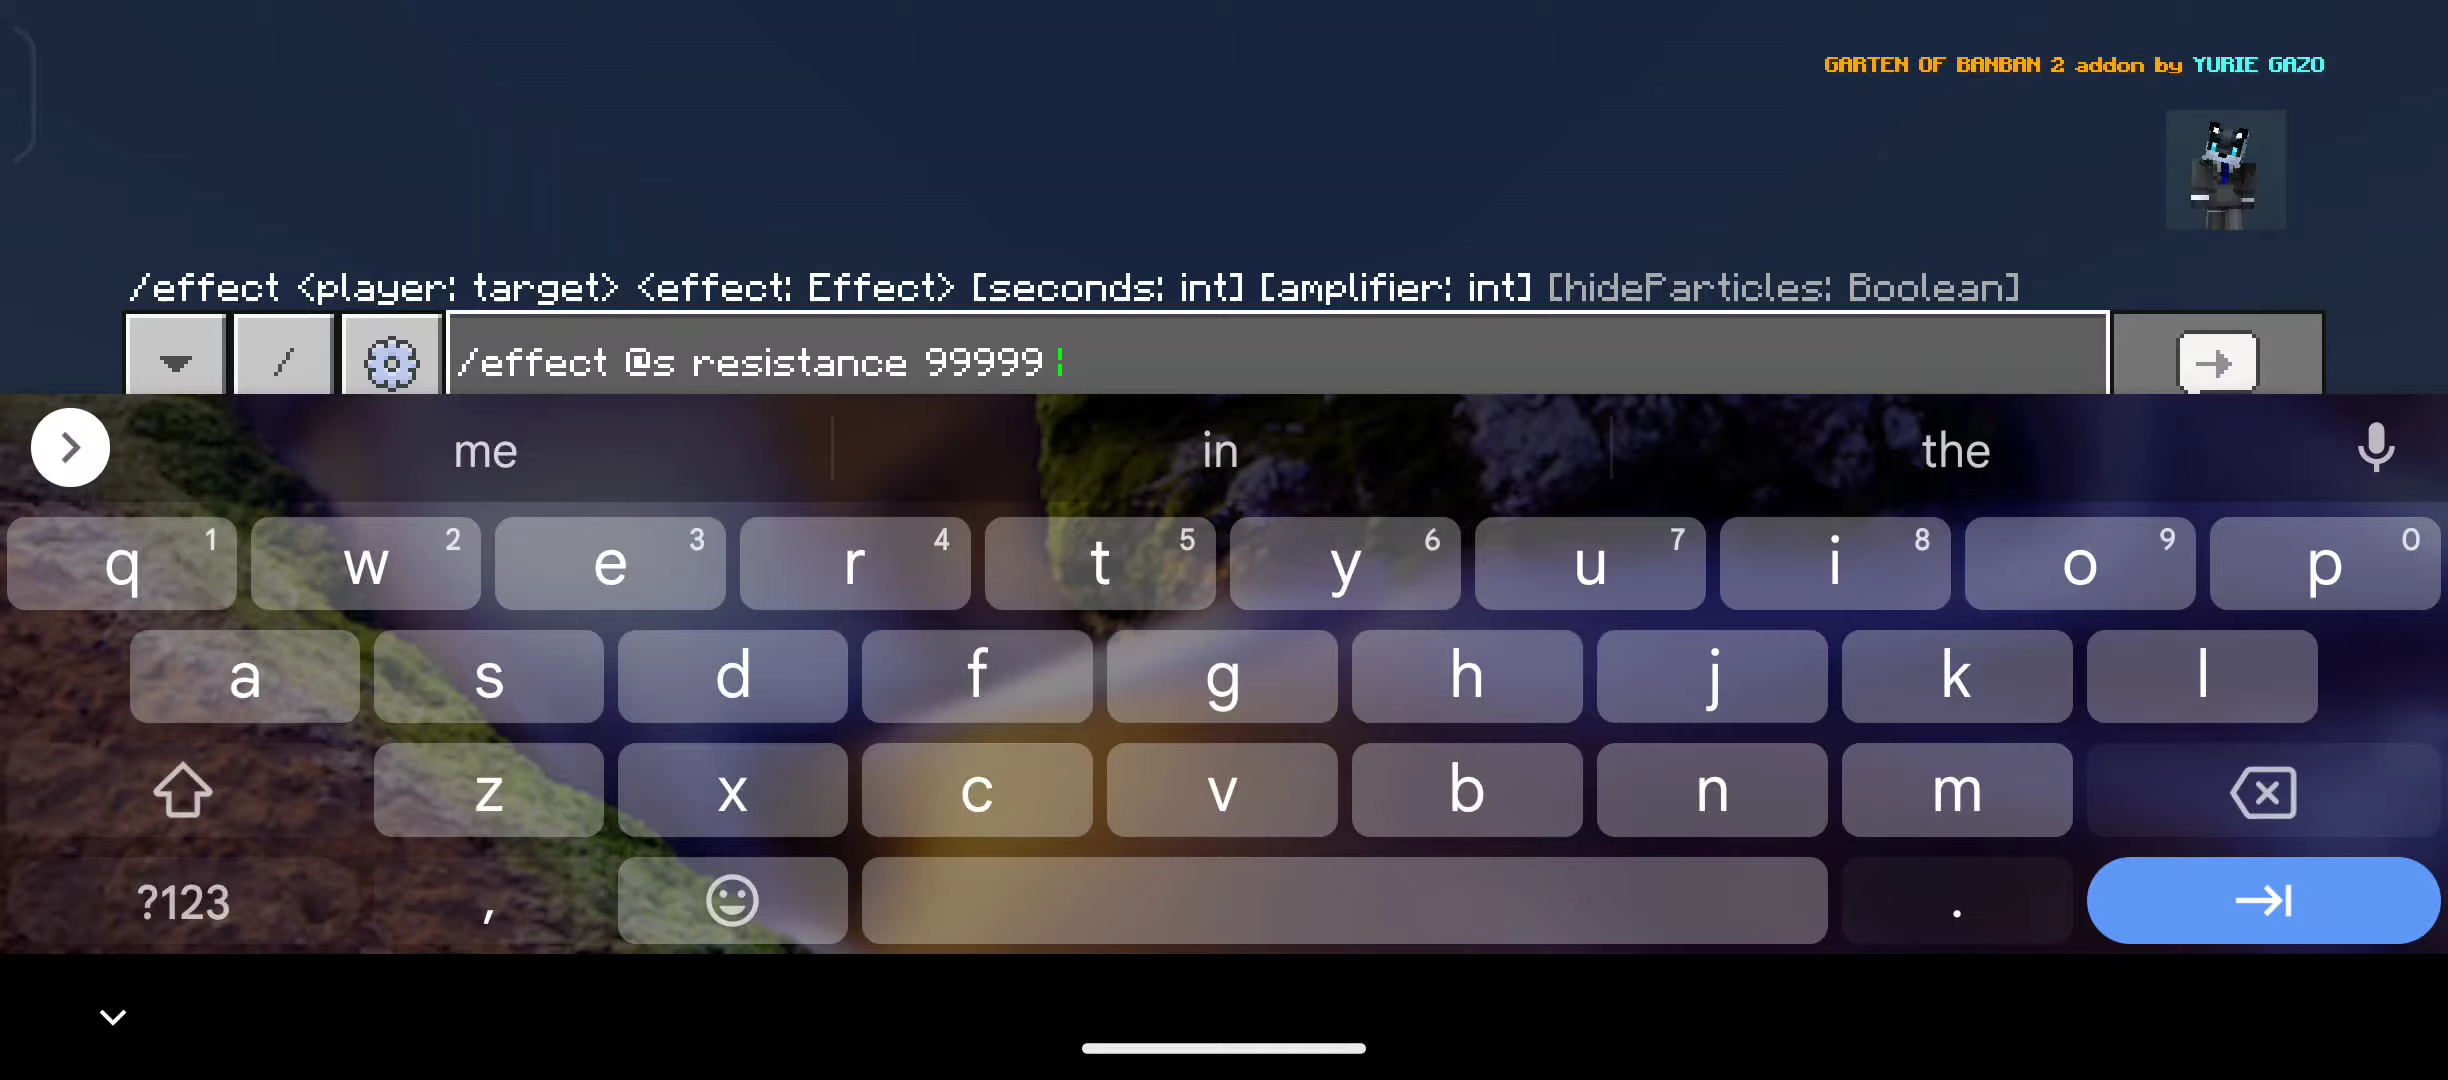 GARTEN OF BANBAN 2 addon by YURIE GAZO
/effect <player: target> <effect: Effect> [seconds: int] [amplifier: int] [hideParticles: Boolean]
/ /effect @s resistance 99999
me in the
q 1 w 2 e 3 r 4 t 5 y 6 u 7 i 8 o 9 p 0
a s d f g h j k l
z x c v b n m
?123 , .